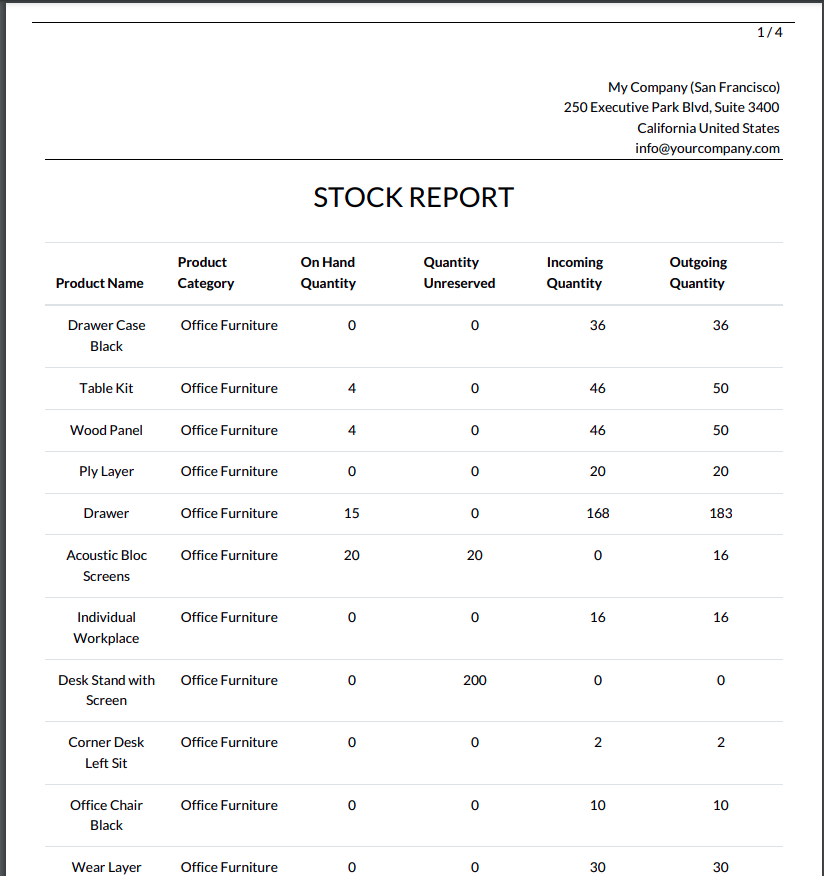 1 / 4
My Company (San Francisco)
250 Executive Park Blvd, Suite 3400
California United States
info@yourcompany.com
STOCK REPORT
Product Name Product Category On Hand Quantity Quantity Unreserved Incoming Quantity Outgoing Quantity
Drawer Case Black Office Furniture 0 0 36 36
Table Kit Office Furniture 4 0 46 50
Wood Panel Office Furniture 4 0 46 50
Ply Layer Office Furniture 0 0 20 20
Drawer Office Furniture 15 0 168 183
Acoustic Bloc Screens Office Furniture 20 20 0 16
Individual Workplace Office Furniture 0 0 16 16
Desk Stand with Screen Office Furniture 0 200 0 0
Corner Desk Left Sit Office Furniture 0 0 2 2
Office Chair Black Office Furniture 0 0 10 10
Wear Layer Office Furniture 0 0 30 30